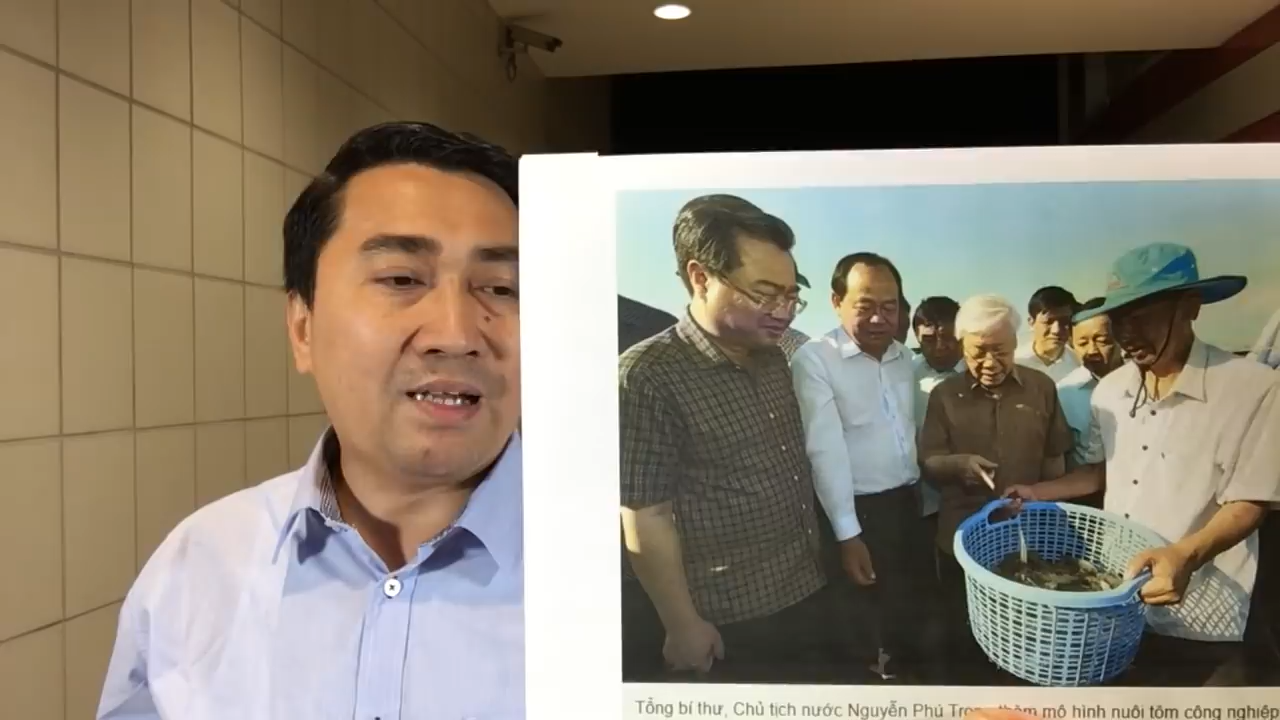 Tổng bí thư, Chủ tịch nước Nguyễn Phú Trọng thăm mô hình nuôi tôm công nghiệp